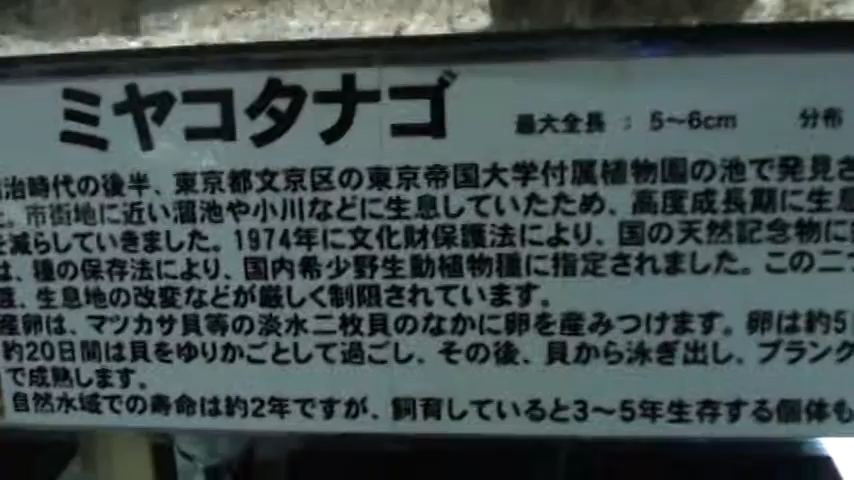 ミヤコタナゴ 最大全長 : 5~6cm 分布
治時代の後半、東京都文京区の東京帝国大学付属植物園の池で発見さ
。市街地に近い溜池や小川などに生息していたため、高度成長期に生息
を減らしていきました。1974年に文化財保護法により、国の天然記念物に
は、種の保存法により、国内希少野生動植物種に指定されました。この二つ
、生息地の改変などが厳しく制限されています。
産卵は、マツカサ貝等の淡水二枚貝のなかに卵を産みつけます。卵は約5
約20日間は貝をゆりかごとして過ごし、その後、貝から泳ぎ出し、プランク
で成熟します。
自然水域での寿命は約2年ですが、飼育していると3~5年生存する個体も